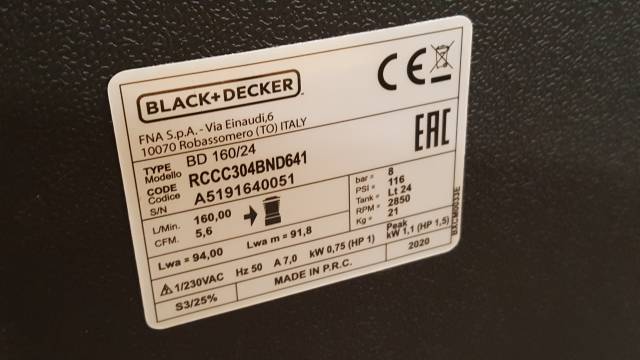 BLACK+DECKER
CE
FNA S.p.A. - Via Einaudi,6
10070 Robassomero (TO) ITALY
EAC
TYPE
Modello BD 160/24
CODE
Codice RCCC304BND641
S/N A5191640051
L/Min. 160,00
CFM. 5,6
bar = 8
PSI = 116
Tank = Lt 24
RPM = 2850
Kg = 21
Lwa = 94,00 Lwa m = 91,8
Peak
kW 1,1 (HP 1,5)
1/230VAC Hz 50 A 7,0 kW 0,75 (HP 1)
2020
S3/25% MADE IN P.R.C.